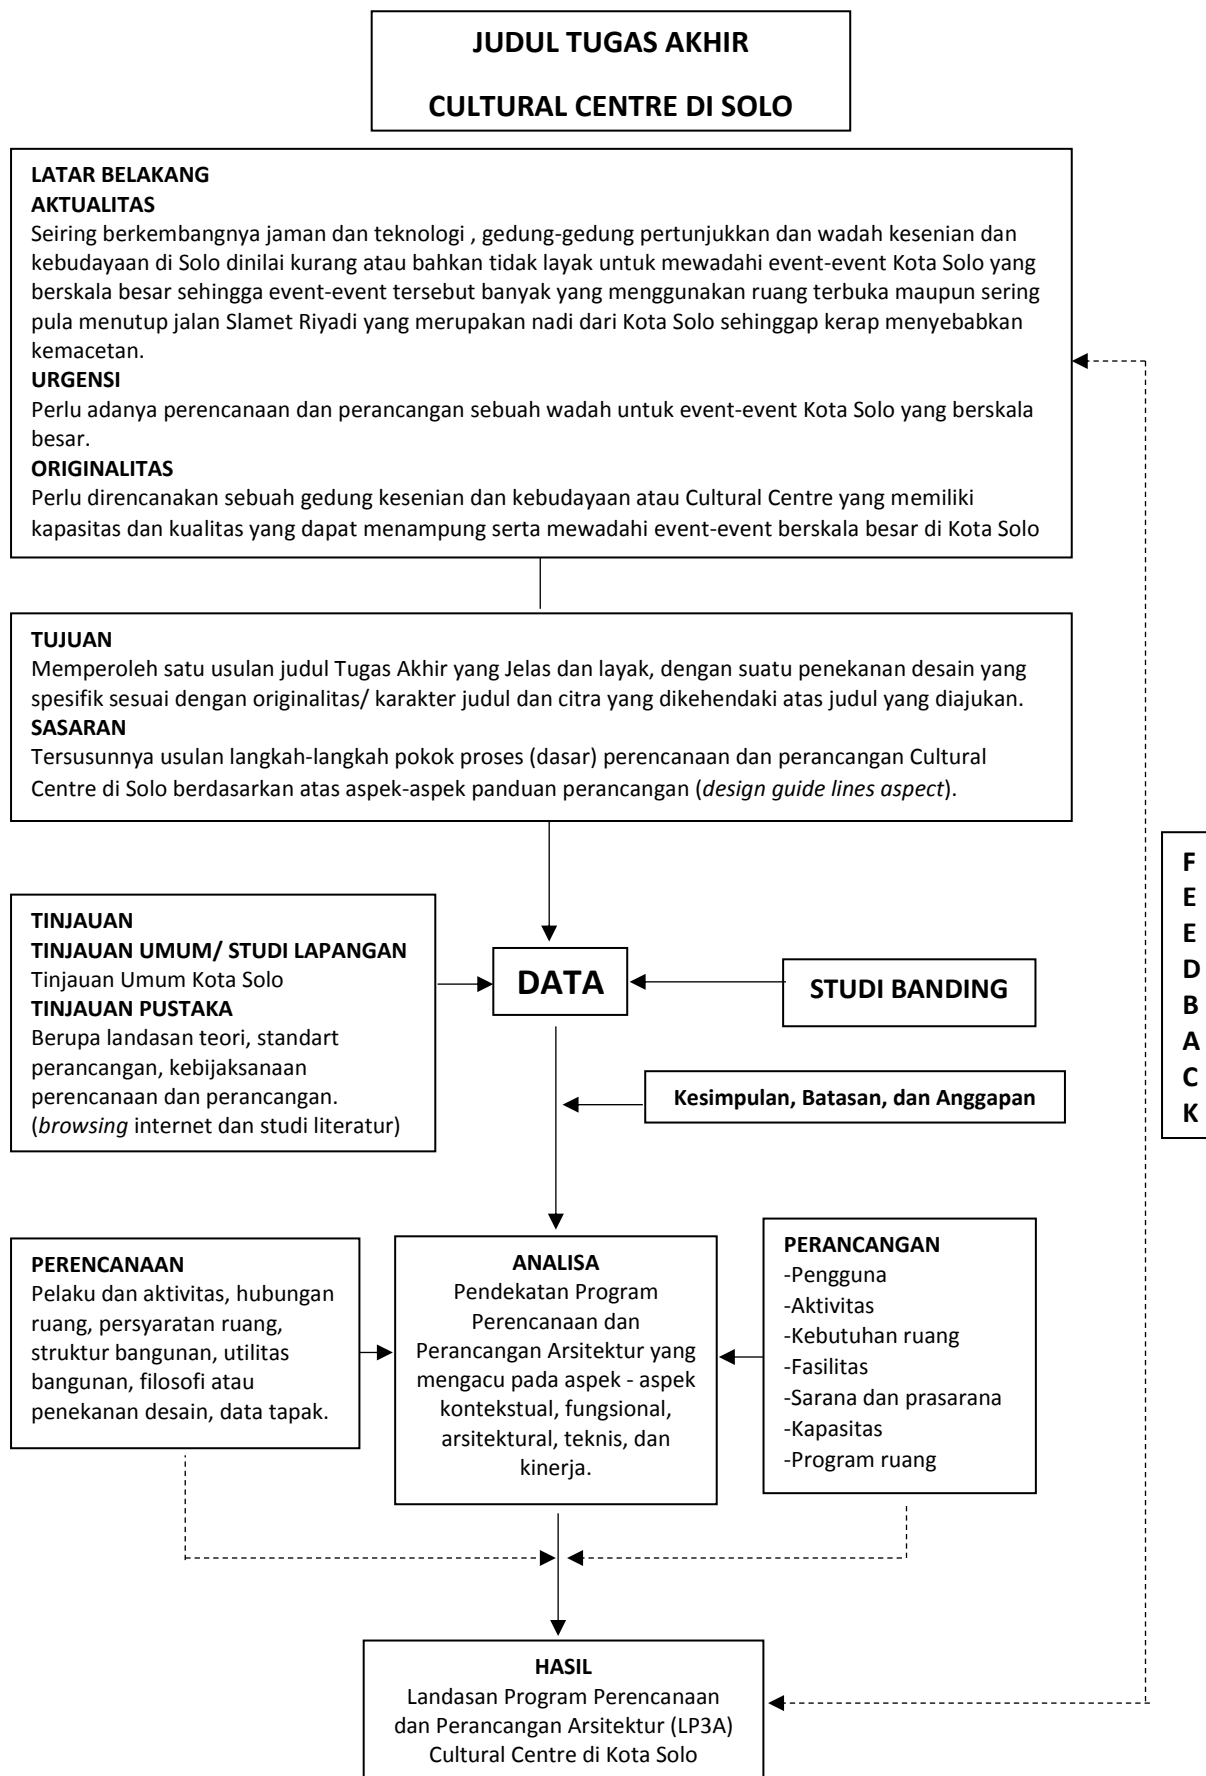 JUDUL TUGAS AKHIR
CULTURAL CENTRE DI SOLO
LATAR BELAKANG
AKTUALITAS
Seiring berkembangnya jaman dan teknologi , gedung-gedung pertunjukkan dan wadah kesenian dan
kebudayaan di Solo dinilai kurang atau bahkan tidak layak untuk mewadahi event-event Kota Solo yang
berskala besar sehingga event-event tersebut banyak yang menggunakan ruang terbuka maupun sering
pula menutup jalan Slamet Riyadi yang merupakan nadi dari Kota Solo sehinggap kerap menyebabkan
kemacetan.
URGENSI
Perlu adanya perencanaan dan perancangan sebuah wadah untuk event-event Kota Solo yang berskala
besar.
ORIGINALITAS
Perlu direncanakan sebuah gedung kesenian dan kebudayaan atau Cultural Centre yang memiliki
kapasitas dan kualitas yang dapat menampung serta mewadahi event-event berskala besar di Kota Solo
TUJUAN
Memperoleh satu usulan judul Tugas Akhir yang Jelas dan layak, dengan suatu penekanan desain yang
spesifik sesuai dengan originalitas/ karakter judul dan citra yang dikehendaki atas judul yang diajukan.
SASARAN
Tersusunnya usulan langkah-langkah pokok proses (dasar) perencanaan dan perancangan Cultural
Centre di Solo berdasarkan atas aspek-aspek panduan perancangan (design guide lines aspect).
TINJAUAN
TINJAUAN UMUM/ STUDI LAPANGAN
Tinjauan Umum Kota Solo
TINJAUAN PUSTAKA
Berupa landasan teori, standart
perancangan, kebijaksanaan
perencanaan dan perancangan.
(browsing internet dan studi literatur)
DATA
STUDI BANDING
Kesimpulan, Batasan, dan Anggapan
F
E
E
D
B
A
C
K
PERENCANAAN
Pelaku dan aktivitas, hubungan
ruang, persyaratan ruang,
struktur bangunan, utilitas
bangunan, filosofi atau
penekanan desain, data tapak.
ANALISA
Pendekatan Program
Perencanaan dan
Perancangan Arsitektur yang
mengacu pada aspek - aspek
kontekstual, fungsional,
arsitektural, teknis, dan
kinerja.
PERANCANGAN
-Pengguna
-Aktivitas
-Kebutuhan ruang
-Fasilitas
-Sarana dan prasarana
-Kapasitas
-Program ruang
HASIL
Landasan Program Perencanaan
dan Perancangan Arsitektur (LP3A)
Cultural Centre di Kota Solo